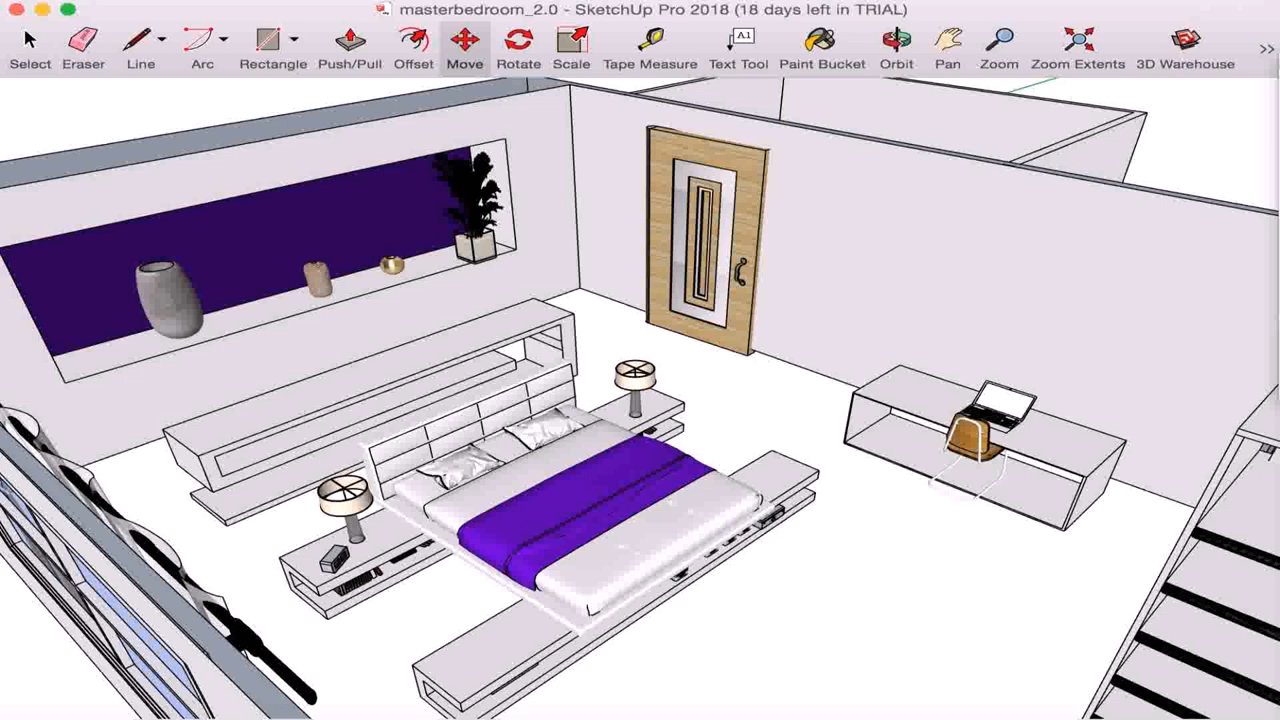 masterbedroom_2.0 - SketchUp Pro 2018 (18 days left in TRIAL)
A1
Select Eraser Line Arc Rectangle Push/Pull Offset Move Rotate Scale Tape Measure Text Tool Paint Bucket Orbit Pan Zoom Zoom Extents 3D Warehouse